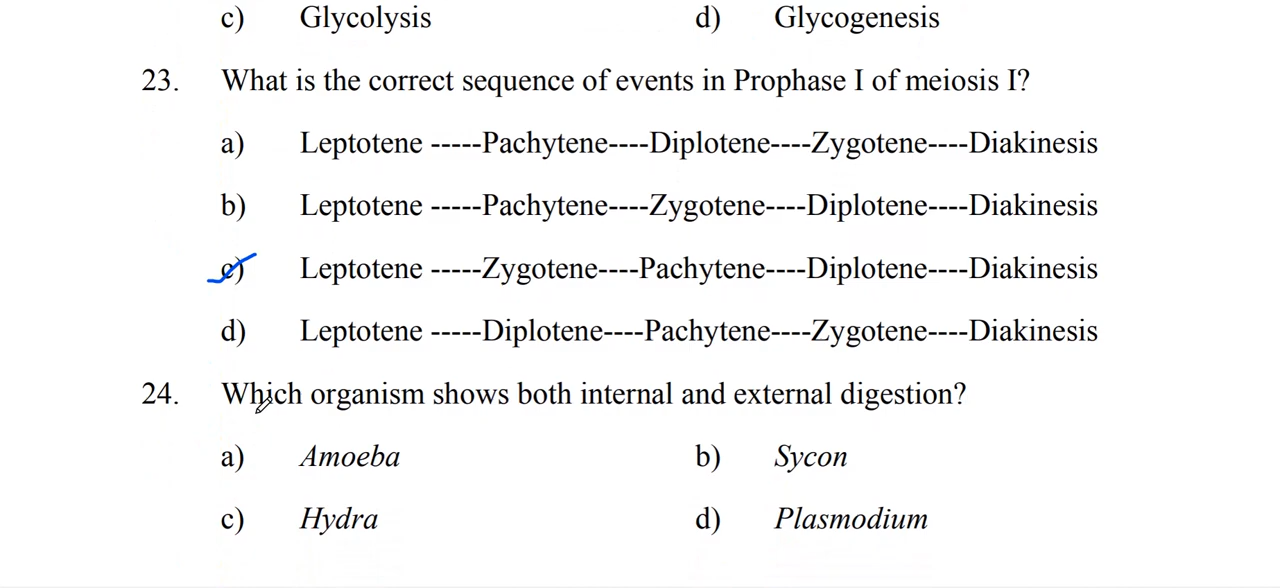 c) Glycolysis d) Glycogenesis
23. What is the correct sequence of events in Prophase I of meiosis I?
a) Leptotene -----Pachytene----Diplotene----Zygotene----Diakinesis
b) Leptotene -----Pachytene----Zygotene----Diplotene----Diakinesis
c) Leptotene -----Zygotene----Pachytene----Diplotene----Diakinesis
d) Leptotene -----Diplotene----Pachytene----Zygotene----Diakinesis
24. Which organism shows both internal and external digestion?
a) Amoeba b) Sycon
c) Hydra d) Plasmodium